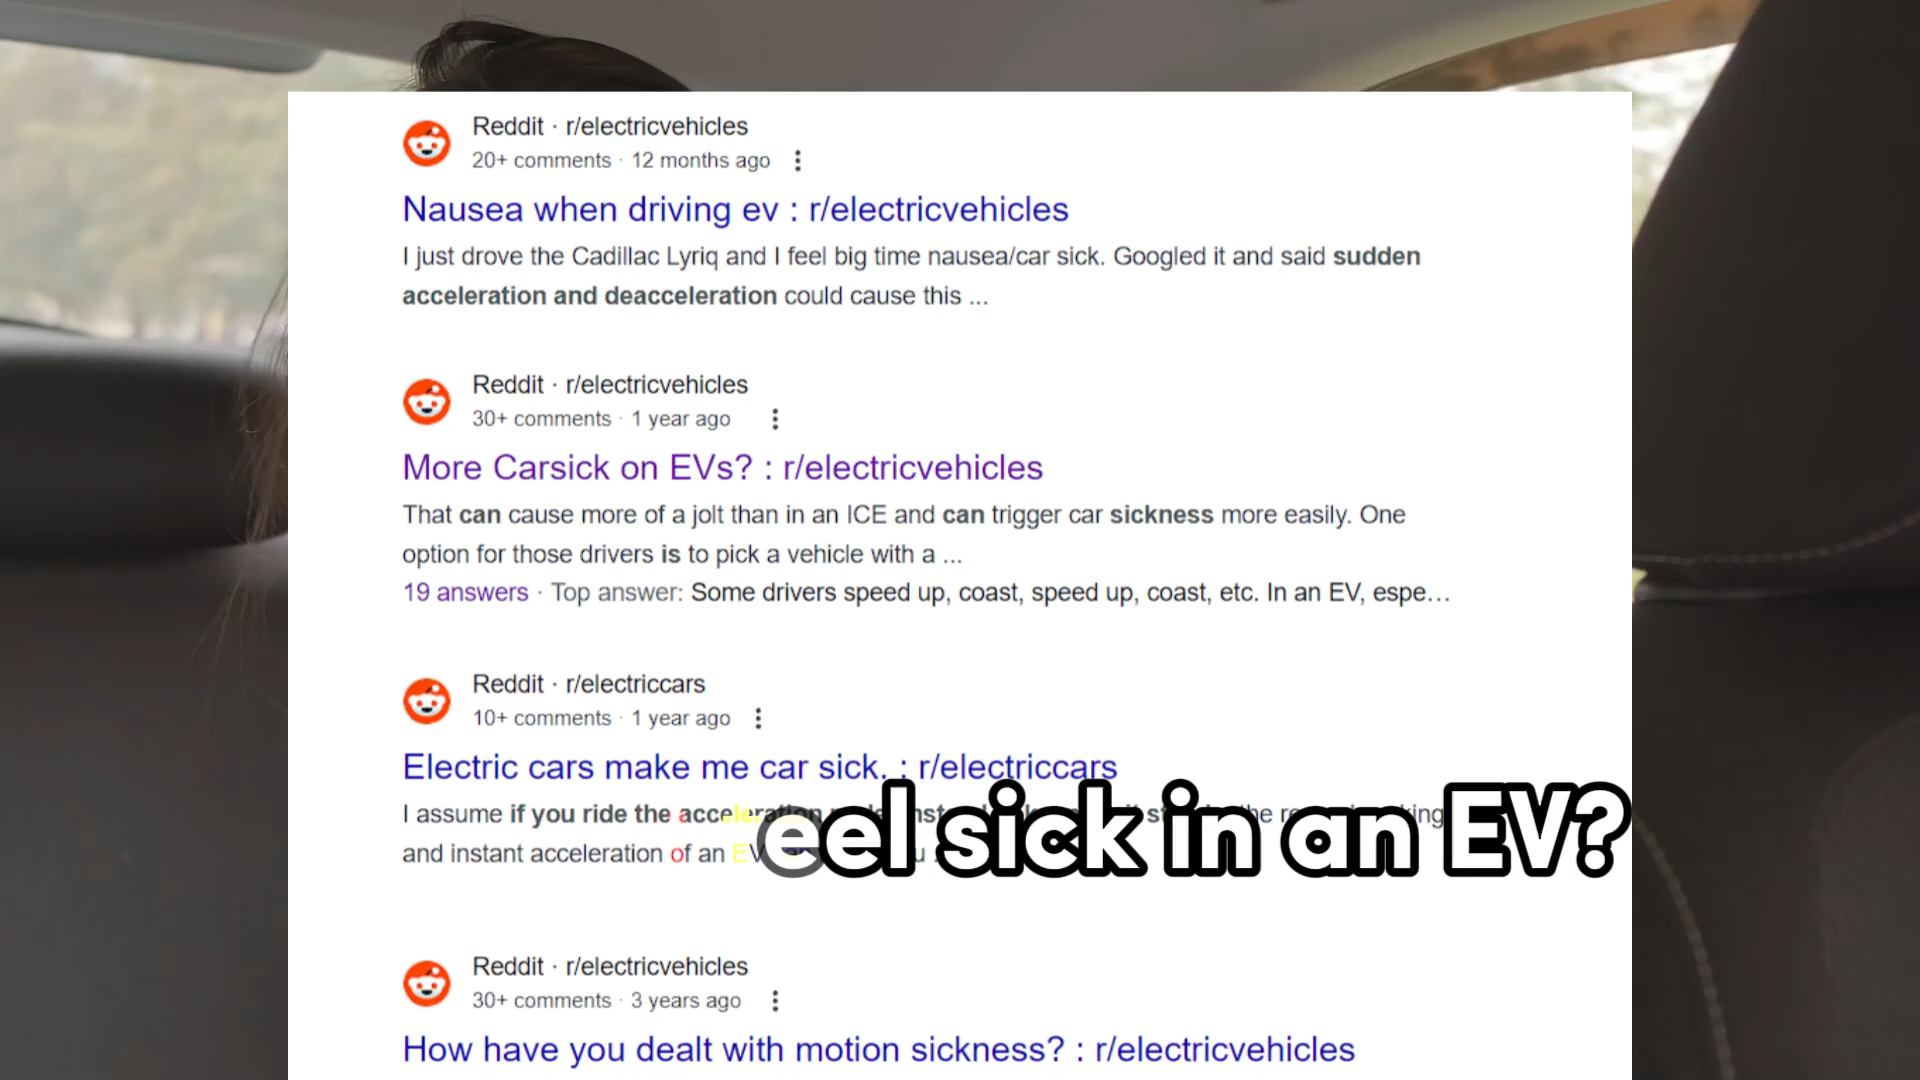 Reddit · r/electricvehicles
20+ comments · 12 months ago
Nausea when driving ev : r/electricvehicles
I just drove the Cadillac Lyriq and I feel big time nausea/car sick. Googled it and said sudden
acceleration and deacceleration could cause this ...
Reddit · r/electricvehicles
30+ comments · 1 year ago
More Carsick on EVs? : r/electricvehicles
That can cause more of a jolt than in an ICE and can trigger car sickness more easily. One
option for those drivers is to pick a vehicle with a ...
19 answers · Top answer: Some drivers speed up, coast, speed up, coast, etc. In an EV, espe...
Reddit · r/electriccars
10+ comments · 1 year ago
Electric cars make me car sick. : r/electriccars
I assume if you ride the acceleration
and instant acceleration of an EV
eel sick in an EV?
Reddit · r/electricvehicles
30+ comments · 3 years ago
How have you dealt with motion sickness? : r/electricvehicles